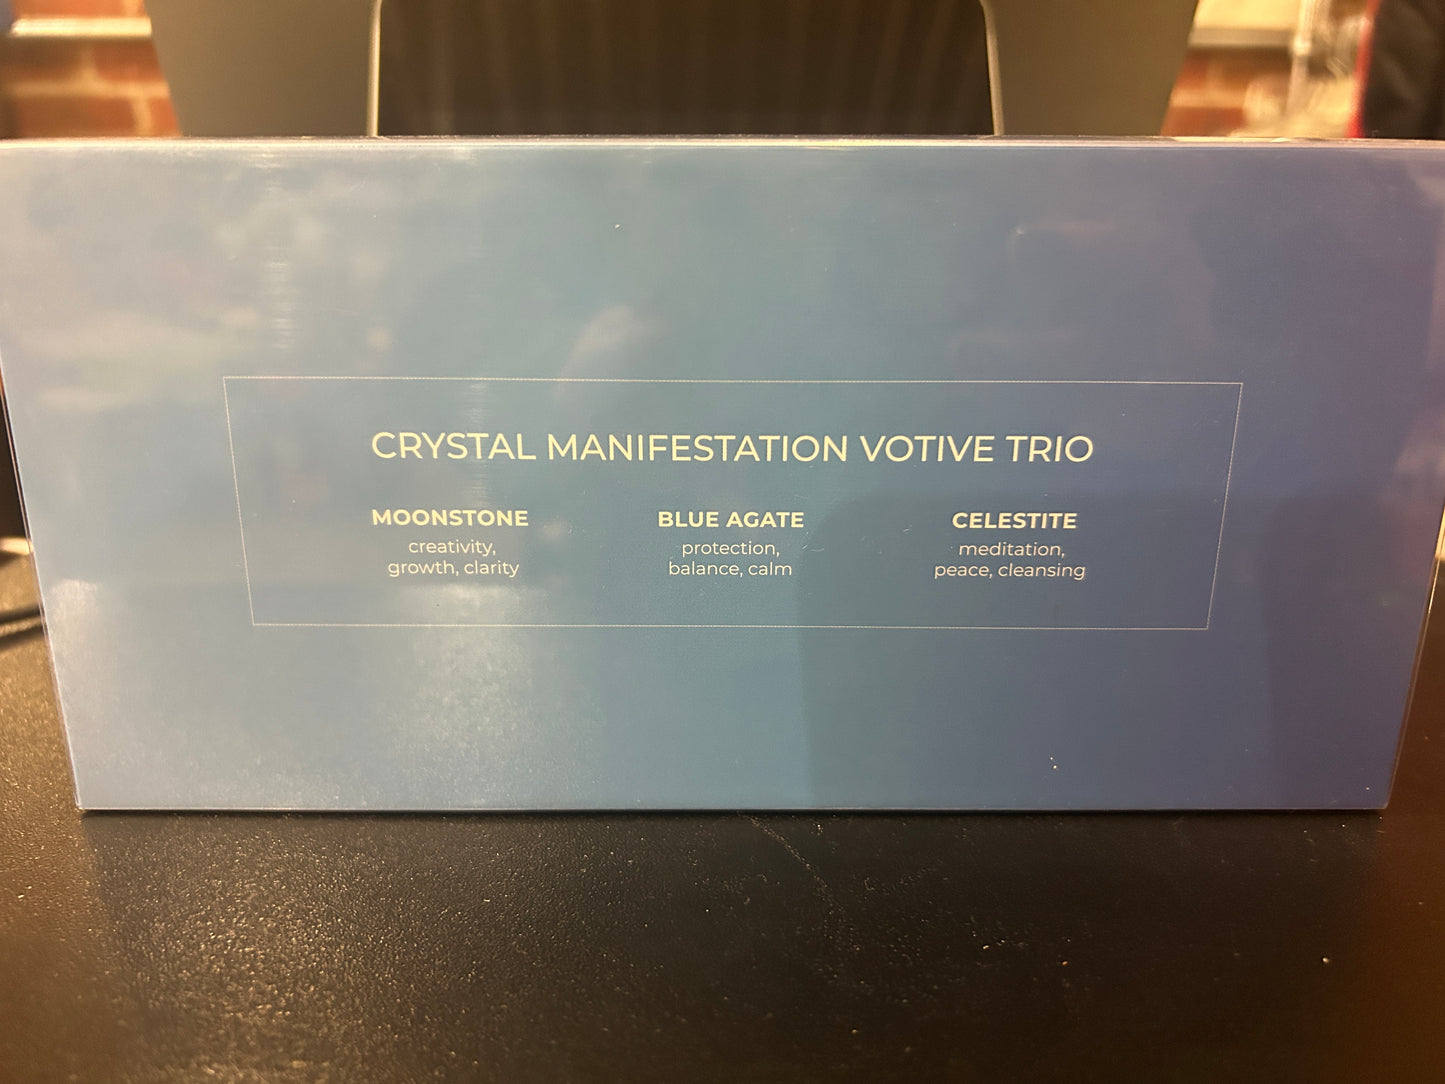 CRYSTAL MANIFESTATION VOTIVE TRIO
MOONSTONE
creativity,
growth, clarity
BLUE AGATE
protection,
balance, calm
CELESTITE
meditation,
peace, cleansing